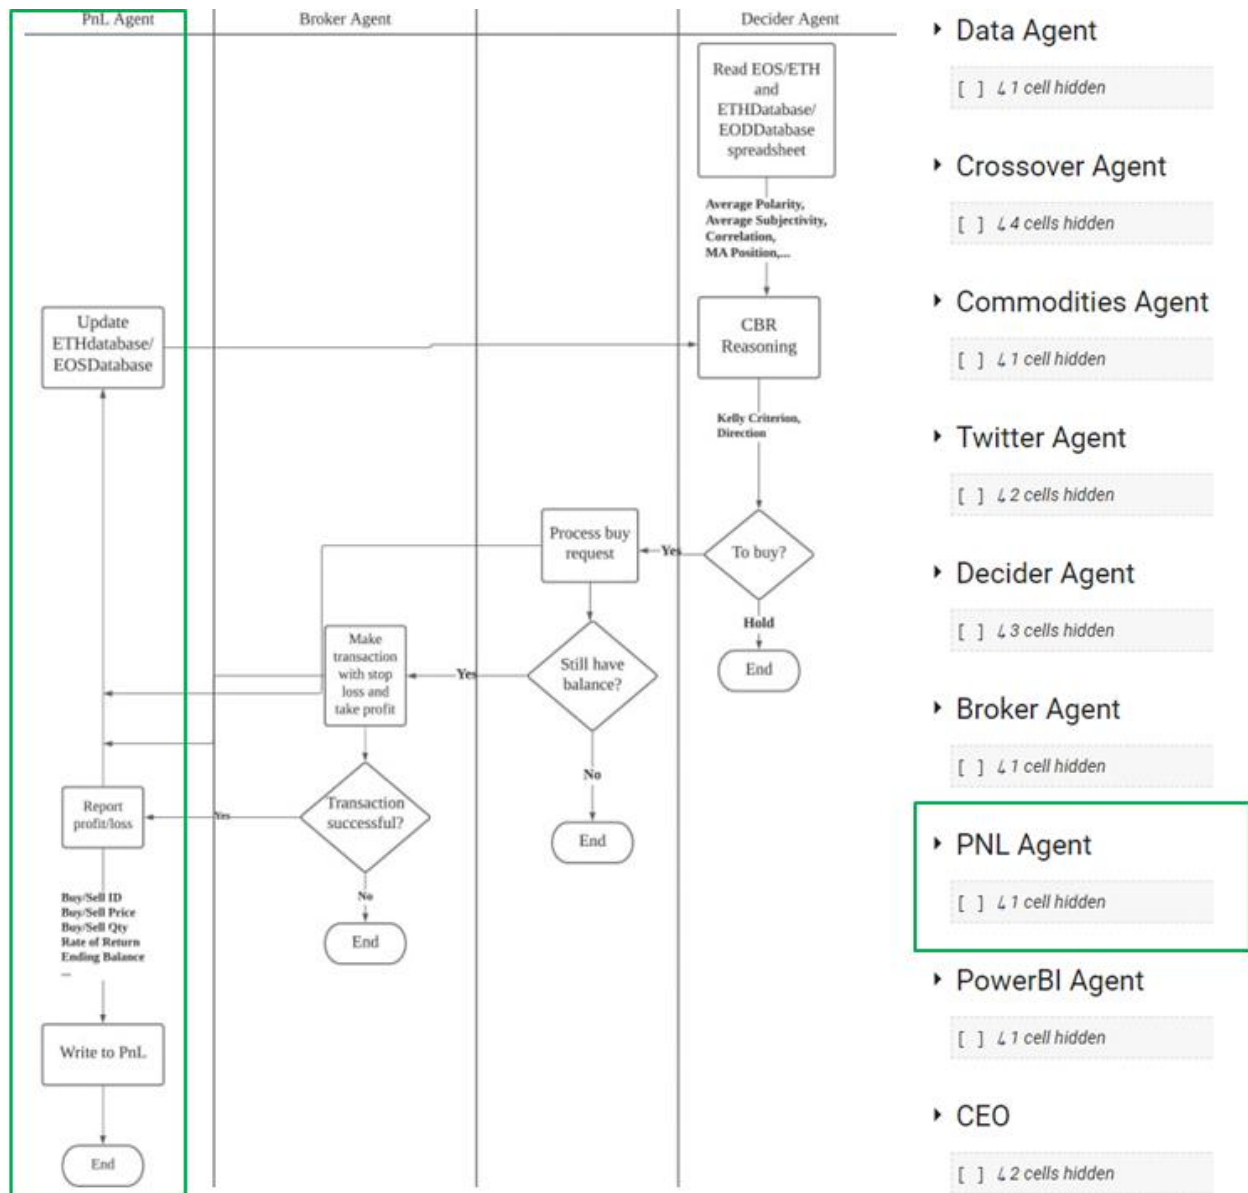 PnL Agent
Broker Agent
Decider Agent
Read EOS/ETH
and
ETHDatabase/
EODDatabase
spreadsheet
Average Polarity,
Average Subjectivity,
Correlation,
MA Position,...
Update
ETHdatabase/
EOSDatabase
CBR
Reasoning
Kelly Criterion,
Direction
Process buy
request
Yes
To buy?
Hold
End
Make
transaction
with stop
loss and
take profit
Yes
Still have
balance?
No
End
Report
profit/loss
Yes
Transaction
successful?
No
End
Buy/Sell ID
Buy/Sell Price
Buy/Sell Qty
Rate of Return
Ending Balance
...
Write to PnL
End
Data Agent
[ ] ↳ 1 cell hidden
Crossover Agent
[ ] ↳ 4 cells hidden
Commodities Agent
[ ] ↳ 1 cell hidden
Twitter Agent
[ ] ↳ 2 cells hidden
Decider Agent
[ ] ↳ 3 cells hidden
Broker Agent
[ ] ↳ 1 cell hidden
PNL Agent
[ ] ↳ 1 cell hidden
PowerBI Agent
[ ] ↳ 1 cell hidden
CEO
[ ] ↳ 2 cells hidden